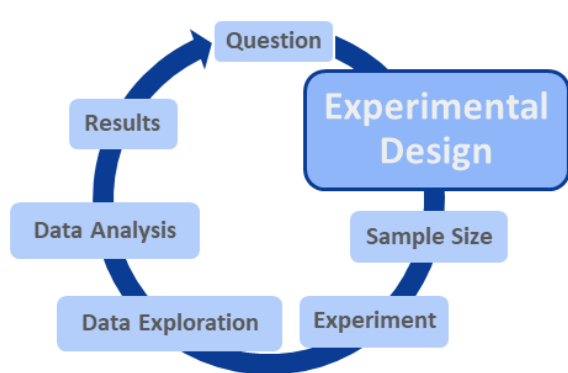 Question
Experimental
Design
Sample Size
Experiment
Data Exploration
Data Analysis
Results